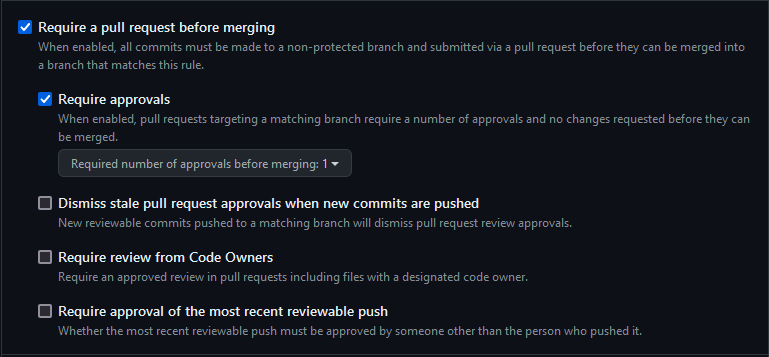 Require a pull request before merging
When enabled, all commits must be made to a non-protected branch and submitted via a pull request before they can be merged into
a branch that matches this rule.
Require approvals
When enabled, pull requests targeting a matching branch require a number of approvals and no changes requested before they can
be merged.
Required number of approvals before merging: 1
Dismiss stale pull request approvals when new commits are pushed
New reviewable commits pushed to a matching branch will dismiss pull request review approvals.
Require review from Code Owners
Require an approved review in pull requests including files with a designated code owner.
Require approval of the most recent reviewable push
Whether the most recent reviewable push must be approved by someone other than the person who pushed it.